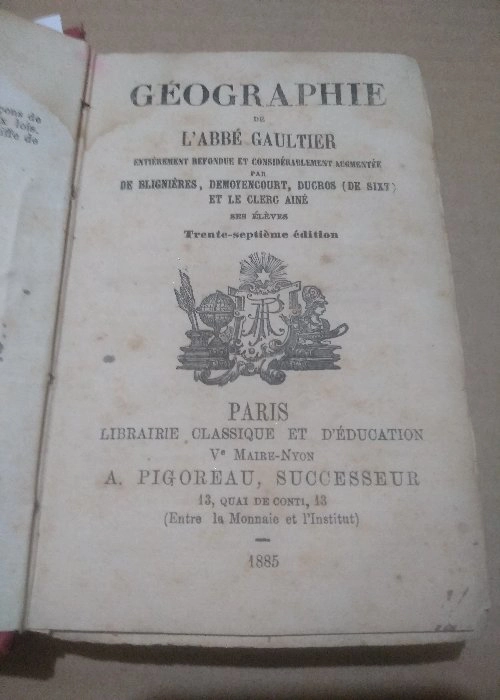 GÉOGRAPHIE
DE
L'ABBÉ GAULTIER
ENTIÈREMENT REFONDUE ET CONSIDÉRABLEMENT AUGMENTÉE
PAR
DE BLIGNIÈRES, DEMOYENCOURT, DUCROS (DE SIXT)
ET LE CLERC AINÉ
SES ÉLÈVES
Trente-septième édition
PARIS
LIBRAIRIE CLASSIQUE ET D'ÉDUCATION
Ve MAIRE-NYON
A. PIGOREAU, SUCCESSEUR
13, QUAI DE CONTI, 13
(Entre la Monnaie et l'Institut)
1885